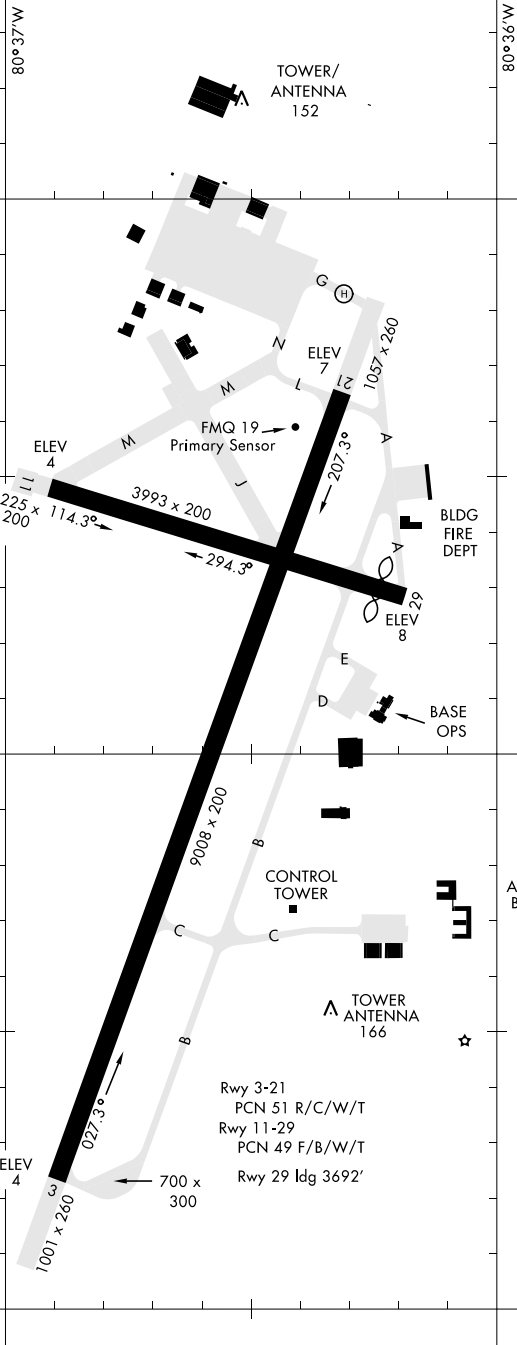 80°37'W
80°36'W
TOWER/
ANTENNA
152
G
H
N
ELEV
7
21
1057 x 260
L
M
A
FMQ 19
Primary Sensor
207.3°
M
ELEV
4
J
11
3993 x 200
225 x
200
114.3°
294.3°
BLDG
FIRE
DEPT
A
29
ELEV
8
E
D
BASE
OPS
9008 x 200
B
CONTROL
TOWER
A
B
C
C
TOWER
ANTENNA
166
B
027.3°
Rwy 3-21
PCN 51 R/C/W/T
Rwy 11-29
PCN 49 F/B/W/T
Rwy 29 ldg 3692'
ELEV
4
3
700 x
300
1001 x 260